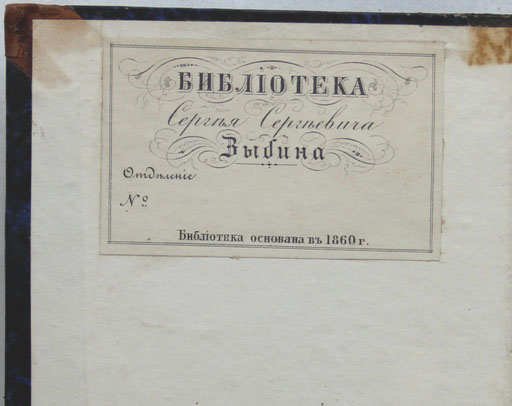 БИБЛІОТЕКА
Сергѣя Сергѣевича
Зыбина
Отдѣленіе
№
Библіотека основана въ 1860 г.